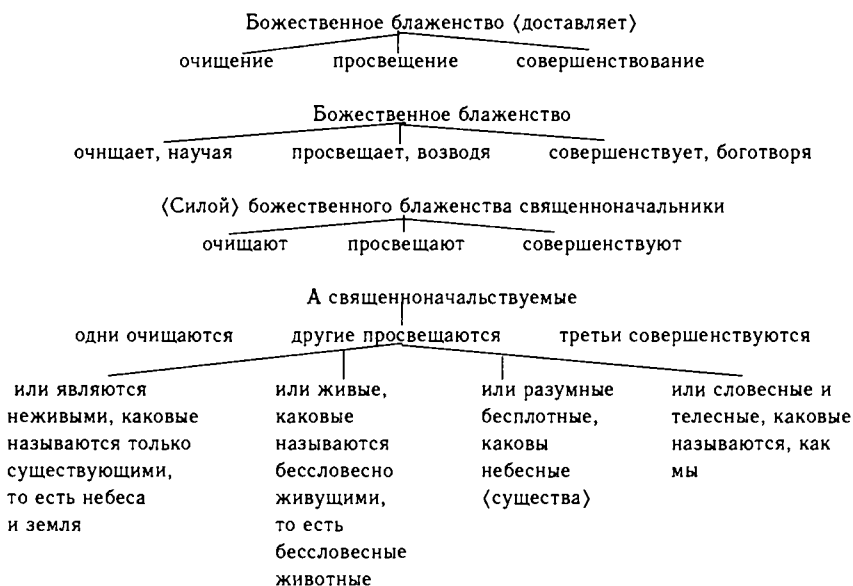 Божественное блаженство ⟨доставляет⟩
очищение просвещение совершенствование
Божественное блаженство
очнщает, научая просвещает, возводя совершенствует, боготворя
⟨Силой⟩ божественного блаженства священноначальники
очищают просвещают совершенствуют
А священноначальствуемые
одни очищаются другие просвещаются третьи совершенствуются
или являются
неживыми, каковые
называются только
существующими,
то есть небеса
и земля
или живые,
каковые
называются
бессловесно
живущими,
то есть
бессловесные
животные
или разумные
бесплотные,
каковы
небесные
⟨существа⟩
или словесные и
телесные, каковые
называются, как
мы